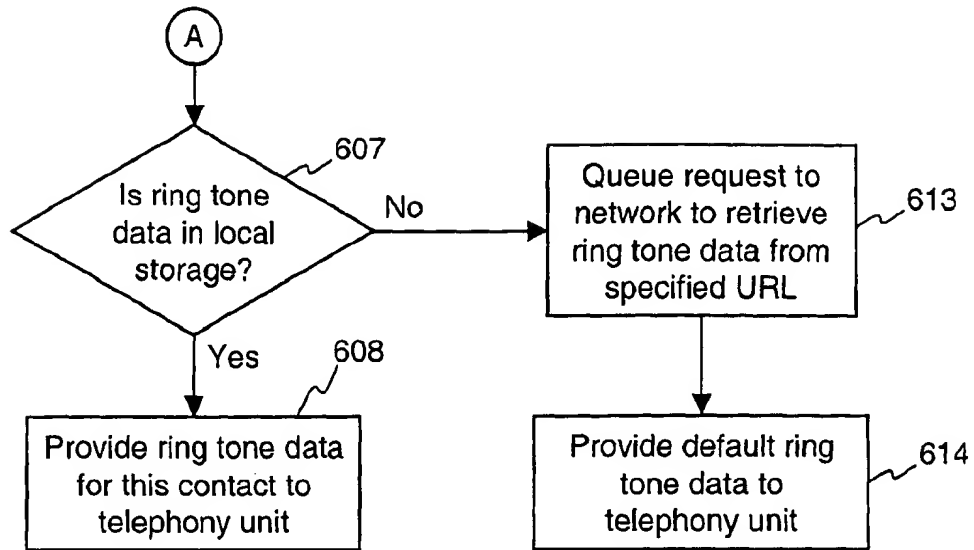 A
607
Is ring tone
data in local
storage?
No
Queue request to
network to retrieve
ring tone data from
specified URL
613
Yes
608
Provide ring tone data
for this contact to
telephony unit
Provide default ring
tone data to
telephony unit
614